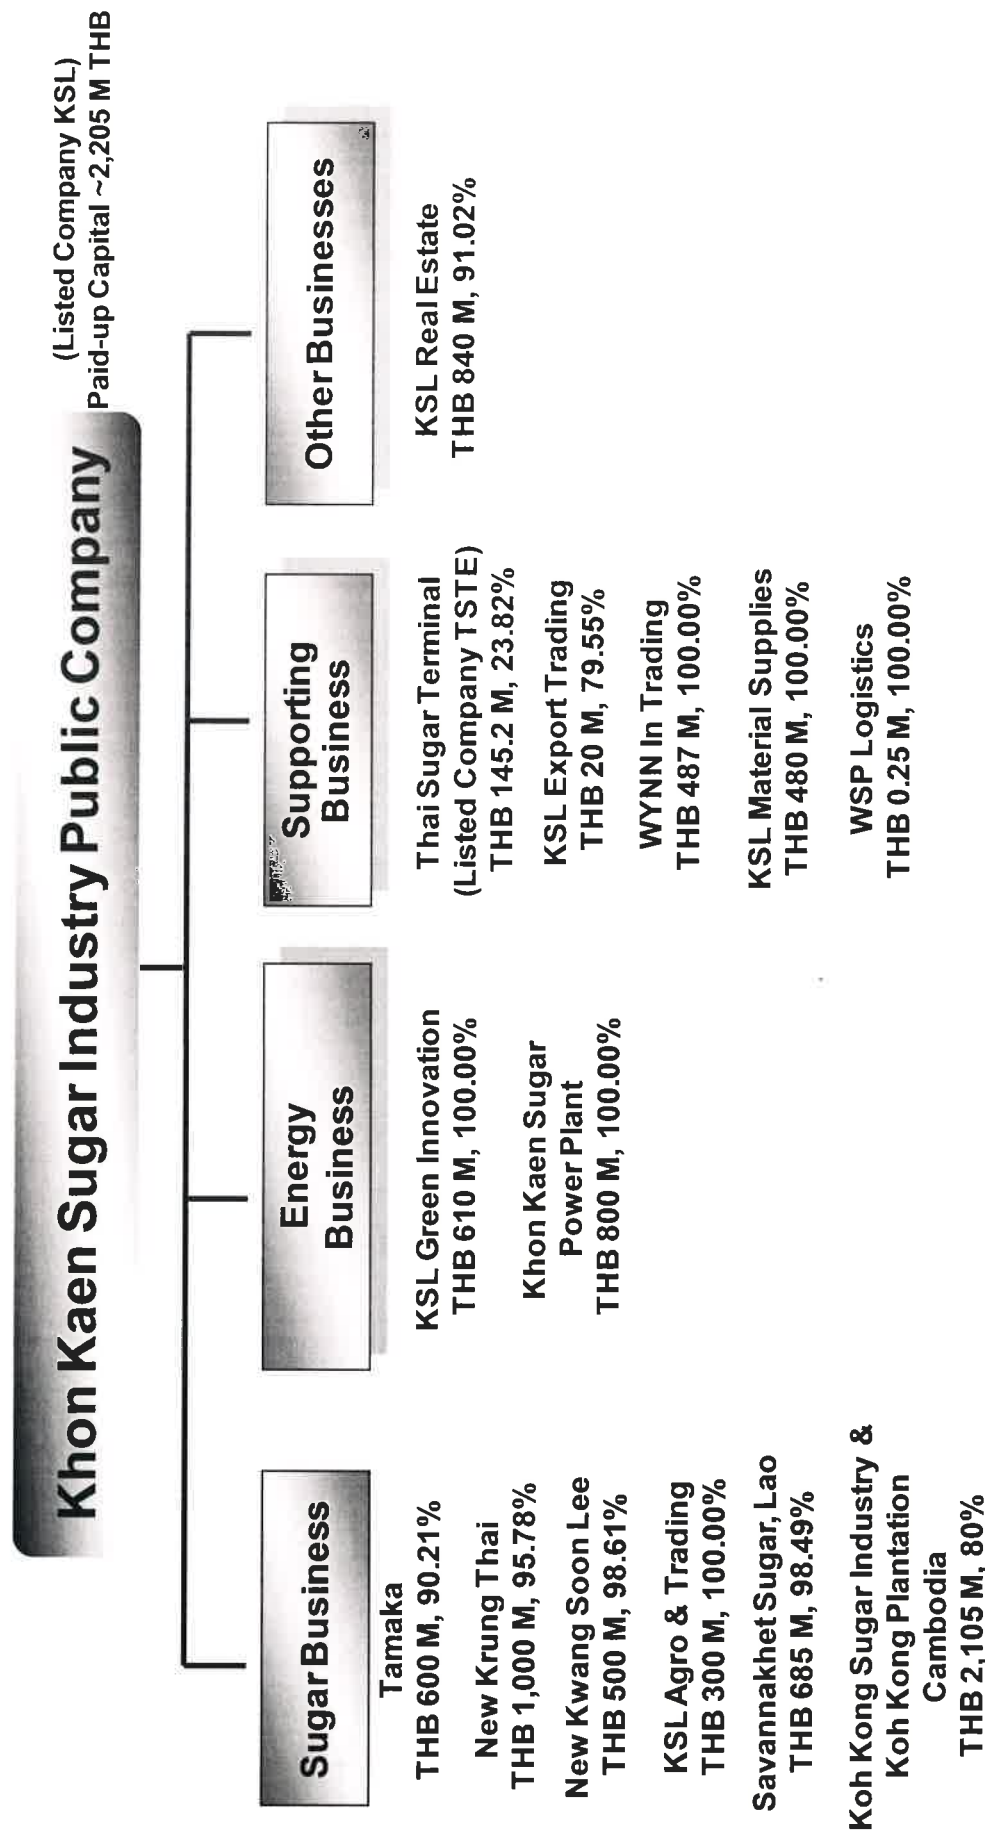 Khon Kaen Sugar Industry Public Company
(Listed Company KSL)
Paid-up Capital ~2,205 M THB
Sugar Business
Tamaka
THB 600 M, 90.21%
New Krung Thai
THB 1,000 M, 95.78%
New Kwang Soon Lee
THB 500 M, 98.61%
KSL Agro & Trading
THB 300 M, 100.00%
Savannakhet Sugar, Lao
THB 685 M, 98.49%
Koh Kong Sugar Industry &
Koh Kong Plantation
Cambodia
THB 2,105 M, 80%
Energy
Business
KSL Green Innovation
THB 610 M, 100.00%
Khon Kaen Sugar
Power Plant
THB 800 M, 100.00%
Supporting
Business
Thai Sugar Terminal
(Listed Company TSTE)
THB 145.2 M, 23.82%
KSL Export Trading
THB 20 M, 79.55%
WYNN In Trading
THB 487 M, 100.00%
KSL Material Supplies
THB 480 M, 100.00%
WSP Logistics
THB 0.25 M, 100.00%
Other Businesses
KSL Real Estate
THB 840 M, 91.02%